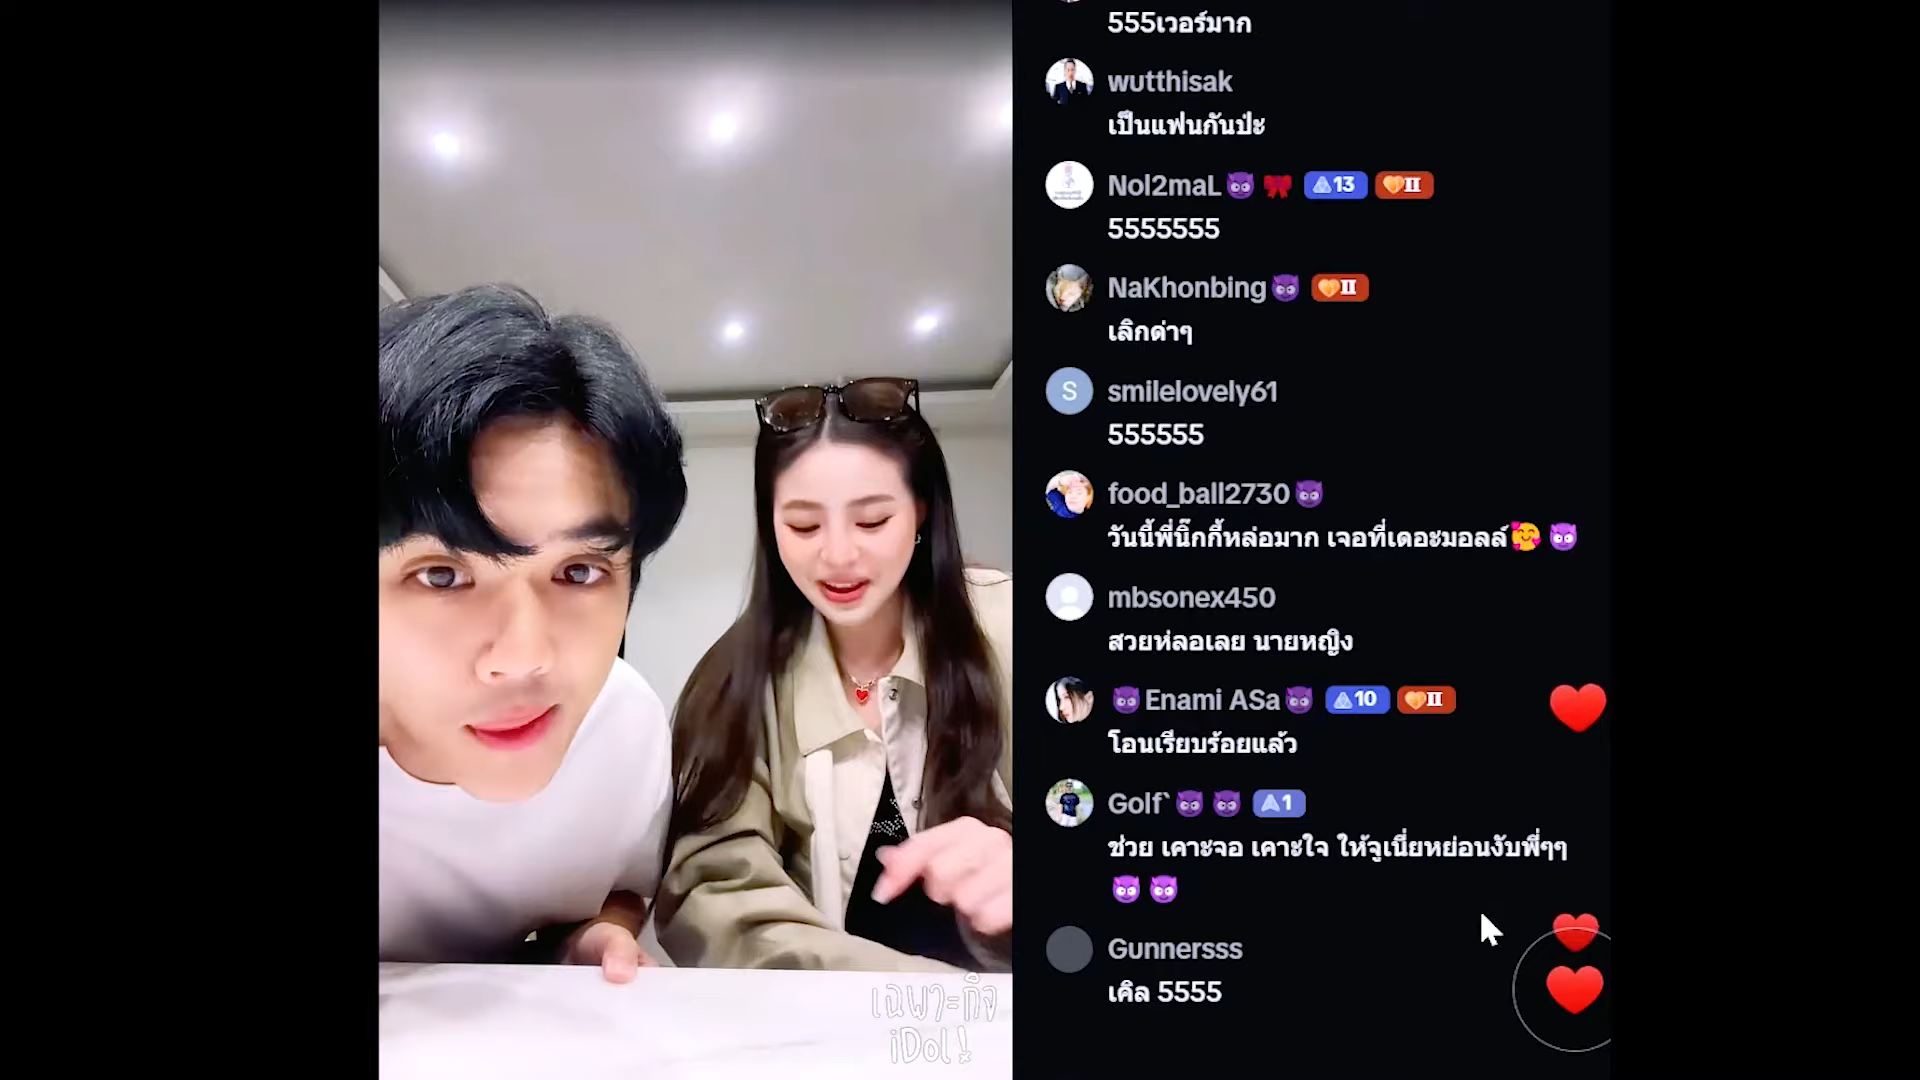 555เวอร์มาก
wutthisak
เป็นแฟนกันป่ะ
Nol2maL😈🎀 13 II
5555555
NaKhonbing😈 II
เลิกด่าๆ
S smilelovely61
555555
food_ball2730😈
วันนี้พี่นิ๊กกี้หล่อมาก เจอที่เดอะมอลล์🥰😈
mbsonex450
สวยห่ลอเลย นายหญิง
😈Enami ASa😈 10 II
โอนเรียบร้อยแล้ว
Golf`😈😈 1
ช่วย เคาะจอ เคาะใจ ให้จูเนี่ยหย่อนงับพี่ๆๆ
😈😈
Gunnersss
เคิล 5555
เฉพาะกิจ
iDol!